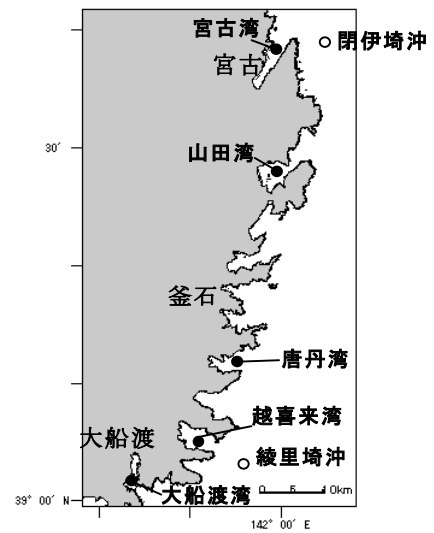 宮古湾
閉伊埼沖
宮古
30'
山田湾
釜石
唐丹湾
越喜来湾
大船渡
綾里埼沖
大船渡湾
0 5 10km
39° 00' N
142° 00' E